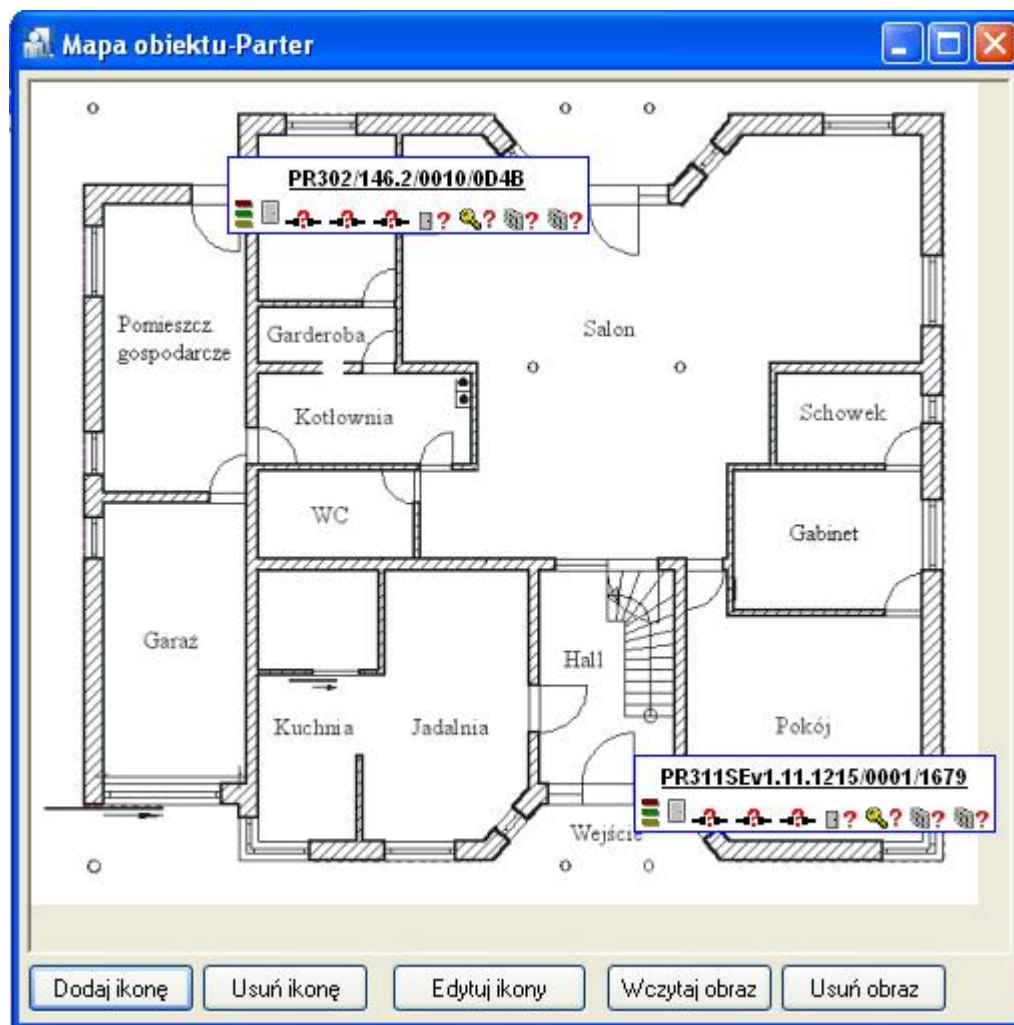 Mapa obiektu-Parter
PR302/146.2/0010/0D4B
? ? ? ? ? ? ?
Pomieszcz
gospodarcze
Garderoba
Salon
Kotłownia
Schowek
WC
Gabinet
Garaż
Hall
Kuchnia
Jadalnia
Pokój
PR311SEv1.11.1215/0001/1679
? ? ? ? ? ? ?
Wejście
Dodaj ikonę
Usuń ikonę
Edytuj ikony
Wczytaj obraz
Usuń obraz